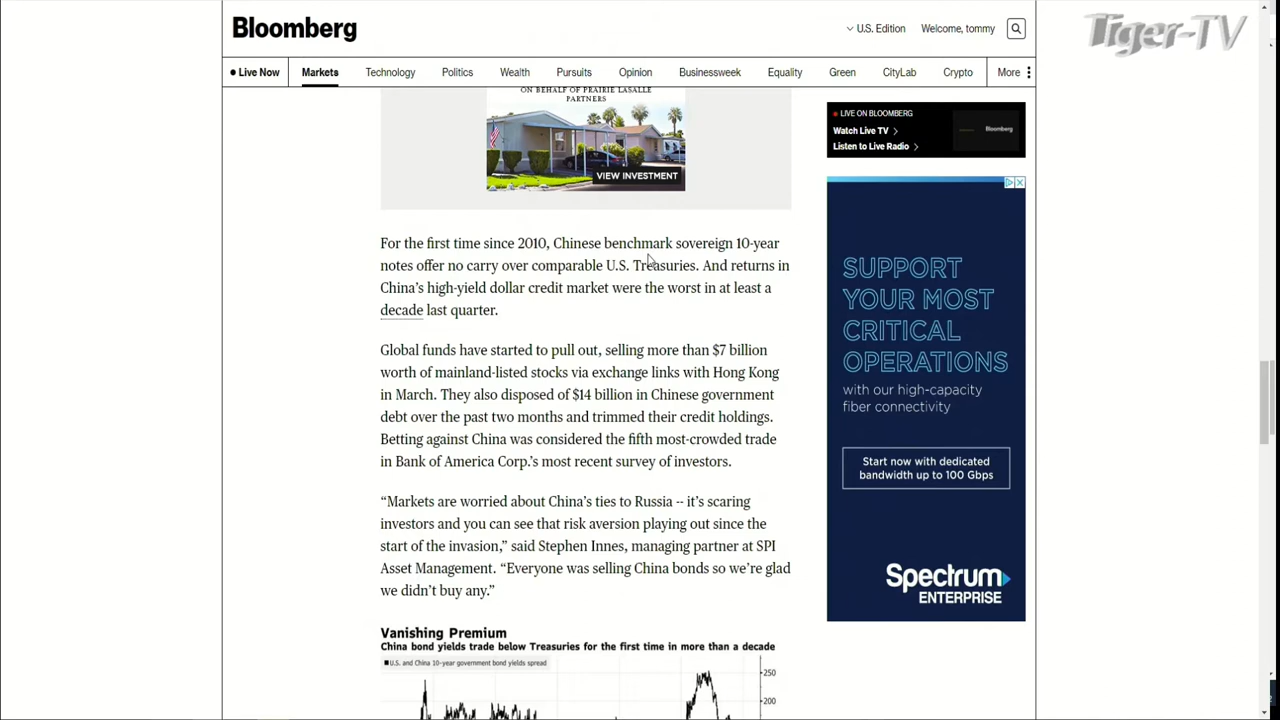 Bloomberg
U.S. Edition
Welcome, tommy
Tiger-TV
Live Now
Markets
Technology
Politics
Wealth
Pursuits
Opinion
Businessweek
Equality
Green
CityLab
Crypto
More
ON BEHALF OF PRAIRIE LASALLE
PARTNERS
VIEW INVESTMENT
LIVE ON BLOOMBERG
Watch Live TV
Listen to Live Radio
Bloomberg
For the first time since 2010, Chinese benchmark sovereign 10-year
notes offer no carry over comparable U.S. Treasuries. And returns in
China’s high-yield dollar credit market were the worst in at least a
decade last quarter.
Global funds have started to pull out, selling more than $7 billion
worth of mainland-listed stocks via exchange links with Hong Kong
in March. They also disposed of $14 billion in Chinese government
debt over the past two months and trimmed their credit holdings.
Betting against China was considered the fifth most-crowded trade
in Bank of America Corp.’s most recent survey of investors.
“Markets are worried about China’s ties to Russia -- it’s scaring
investors and you can see that risk aversion playing out since the
start of the invasion,” said Stephen Innes, managing partner at SPI
Asset Management. “Everyone was selling China bonds so we’re glad
we didn’t buy any.”
Vanishing Premium
China bond yields trade below Treasuries for the first time in more than a decade
U.S. and China 10-year government bond yields spread
250
200
SUPPORT
YOUR MOST
CRITICAL
OPERATIONS
with our high-capacity
fiber connectivity
Start now with dedicated
bandwidth up to 100 Gbps
Spectrum
ENTERPRISE